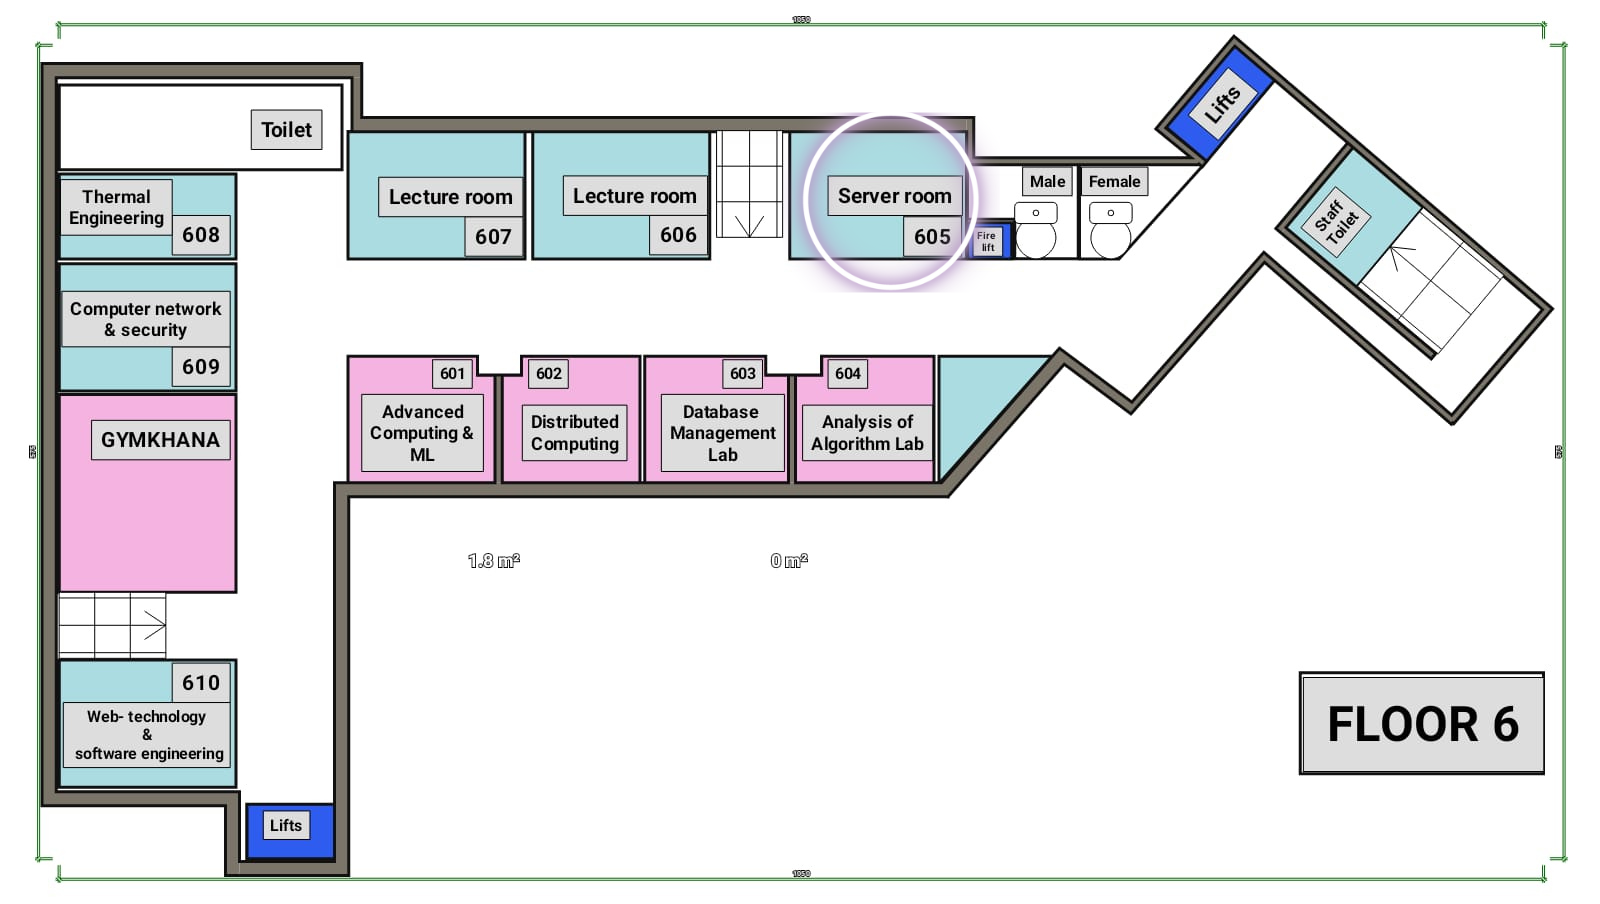 1050
Lifts
Toilet
Thermal
Engineering
608
Lecture room
607
Lecture room
606
Server room
605
Fire
lift
Male
Female
Staff
Toilet
Computer network
& security
609
GYMKHANA
601
Advanced
Computing &
ML
602
Distributed
Computing
603
Database
Management
Lab
604
Analysis of
Algorithm Lab
1.8 m²
0 m²
610
Web- technology
&
software engineering
Lifts
FLOOR 6
1050